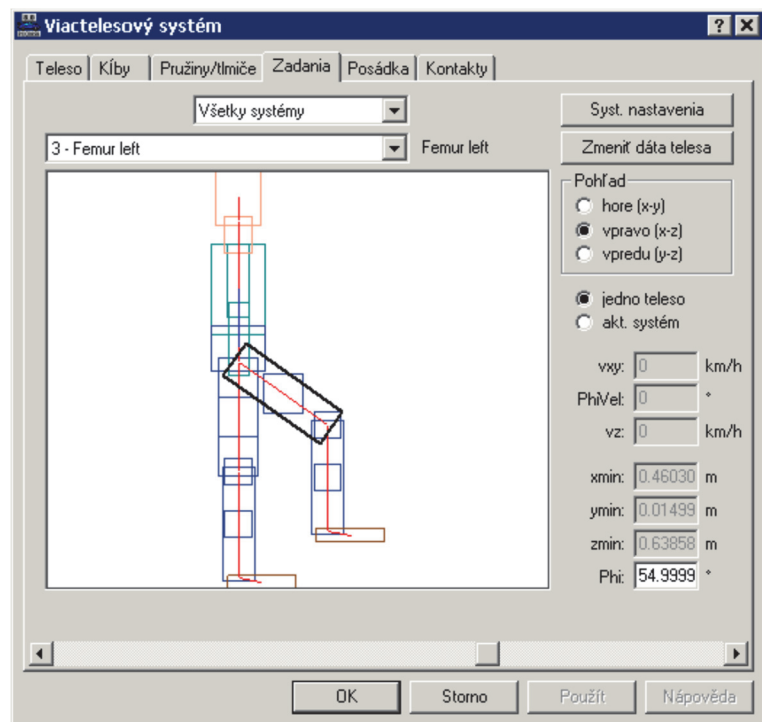 Viactelesový systém
Teleso Kĺby Pružiny/tlmiče Zadania Posádka Kontakty
Všetky systémy
Syst. nastavenia
3 - Femur left
Femur left
Zmeniť dáta telesa
Pohľad
hore (x-y)
vpravo (x-z)
vpredu (y-z)
jedno teleso
akt. systém
vxy: 0 km/h
PhiVel: 0 °
vz: 0 km/h
xmin: 0.46030 m
ymin: 0.01499 m
zmin: 0.63858 m
Phi: 54.9999 °
OK Storno Použít Nápověda